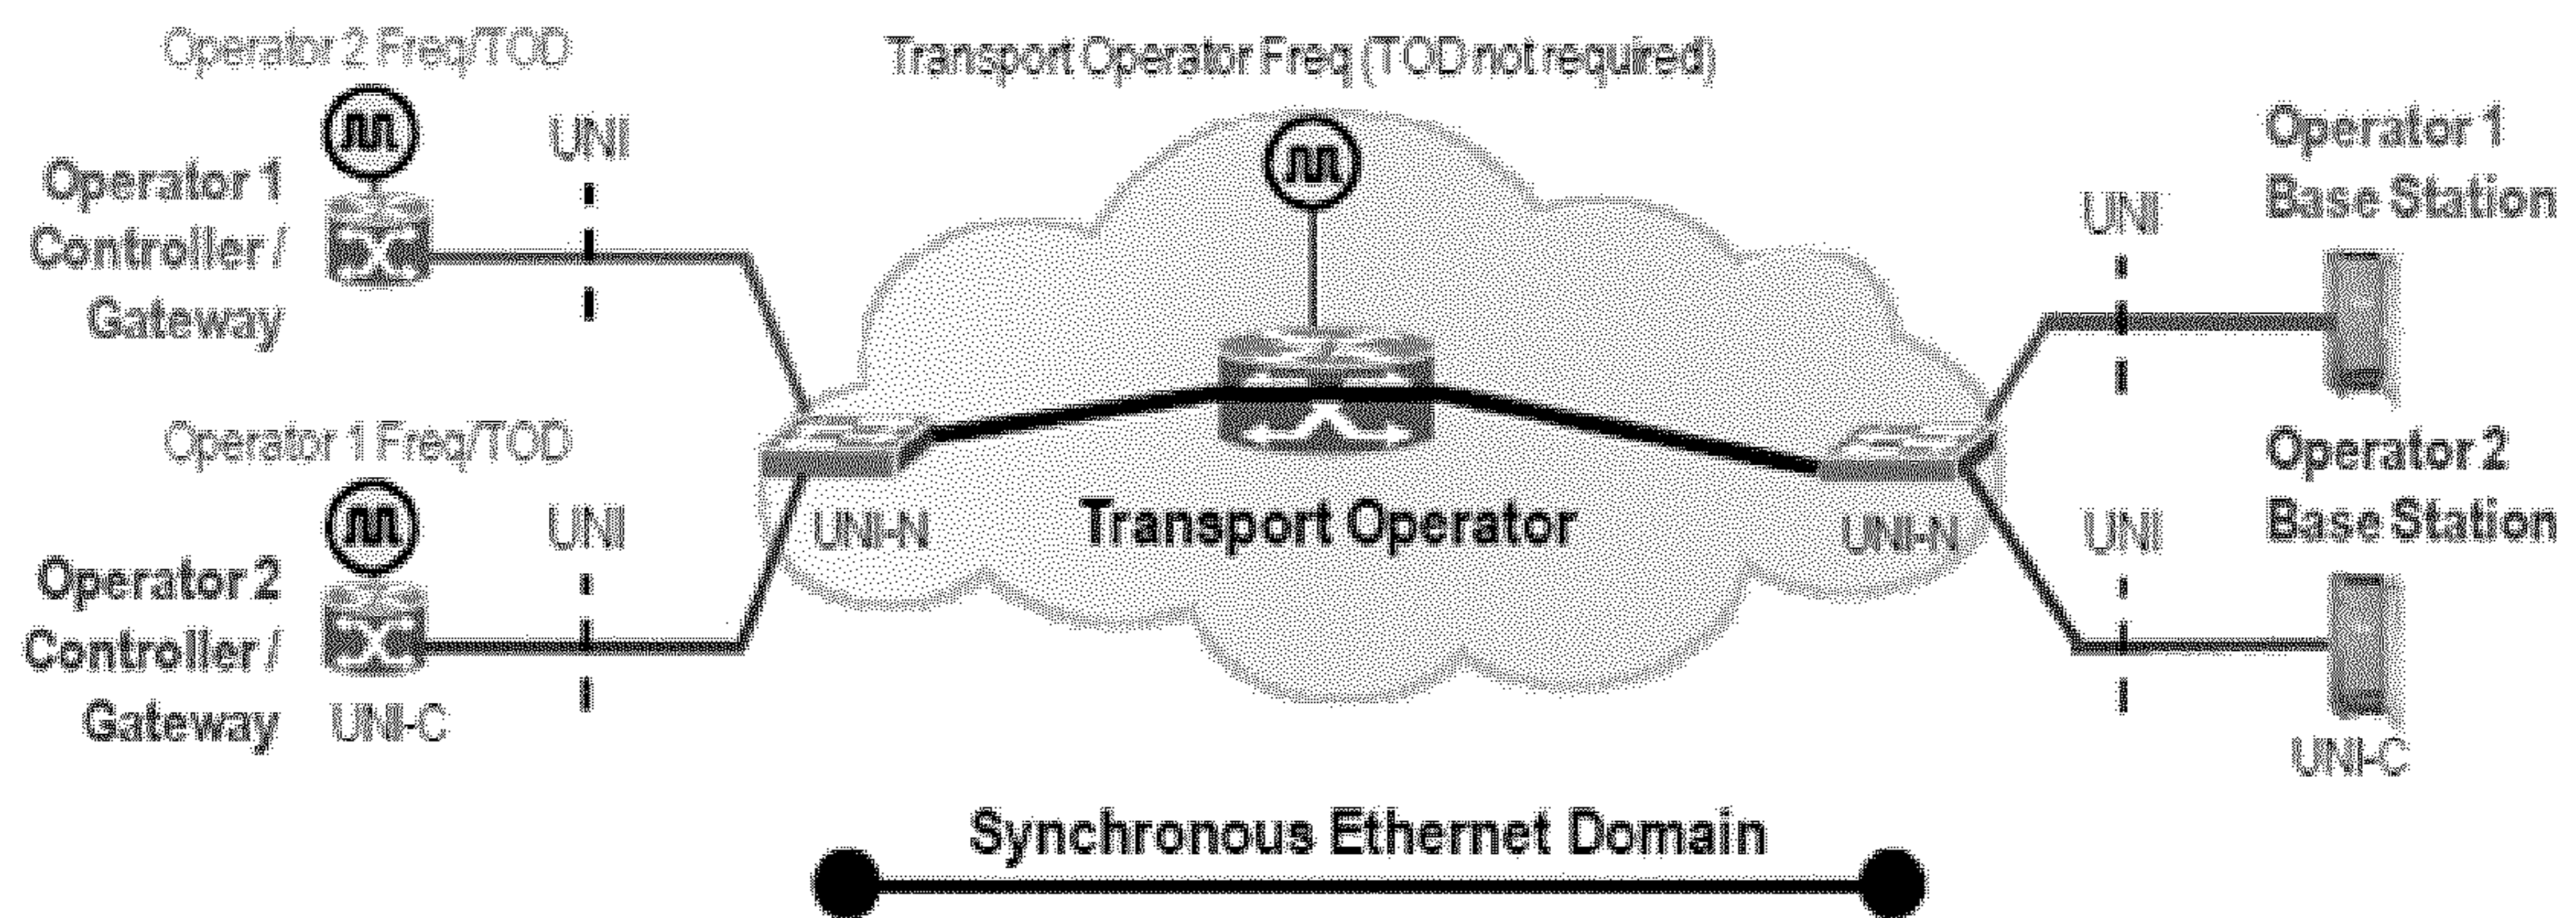 Operator 2 Freq/TOD
Transport Operator Freq (TOD not required)
UNI
Operator 1
Controller /
Gateway
Operator 1
Base Station
UNI
Operator 1 Freq/TOD
UNI
Operator 2
Controller /
Gateway
UNI-C
UNI-N
Transport Operator
UNI-N
Operator 2
Base Station
UNI
UNI-C
Synchronous Ethernet Domain